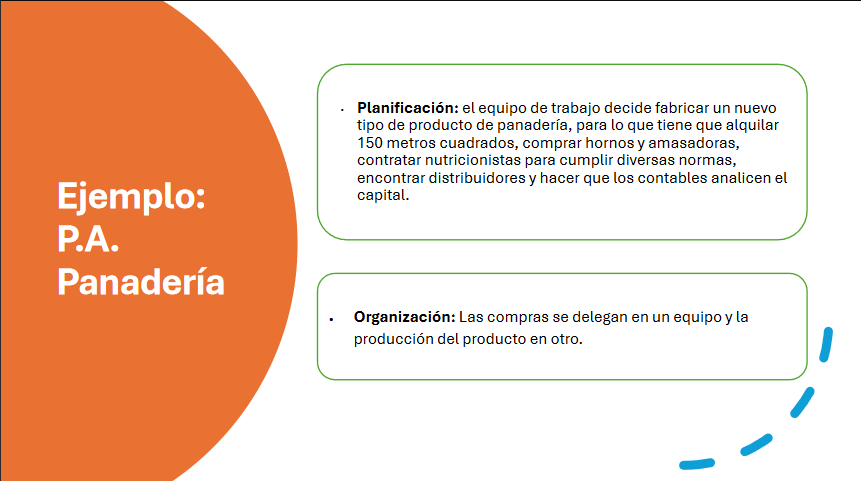 Ejemplo:
P.A.
Panadería
· Planificación: el equipo de trabajo decide fabricar un nuevo
tipo de producto de panadería, para lo que tiene que alquilar
150 metros cuadrados, comprar hornos y amasadoras,
contratar nutricionistas para cumplir diversas normas,
encontrar distribuidores y hacer que los contables analicen el
capital.
• Organización: Las compras se delegan en un equipo y la
producción del producto en otro.